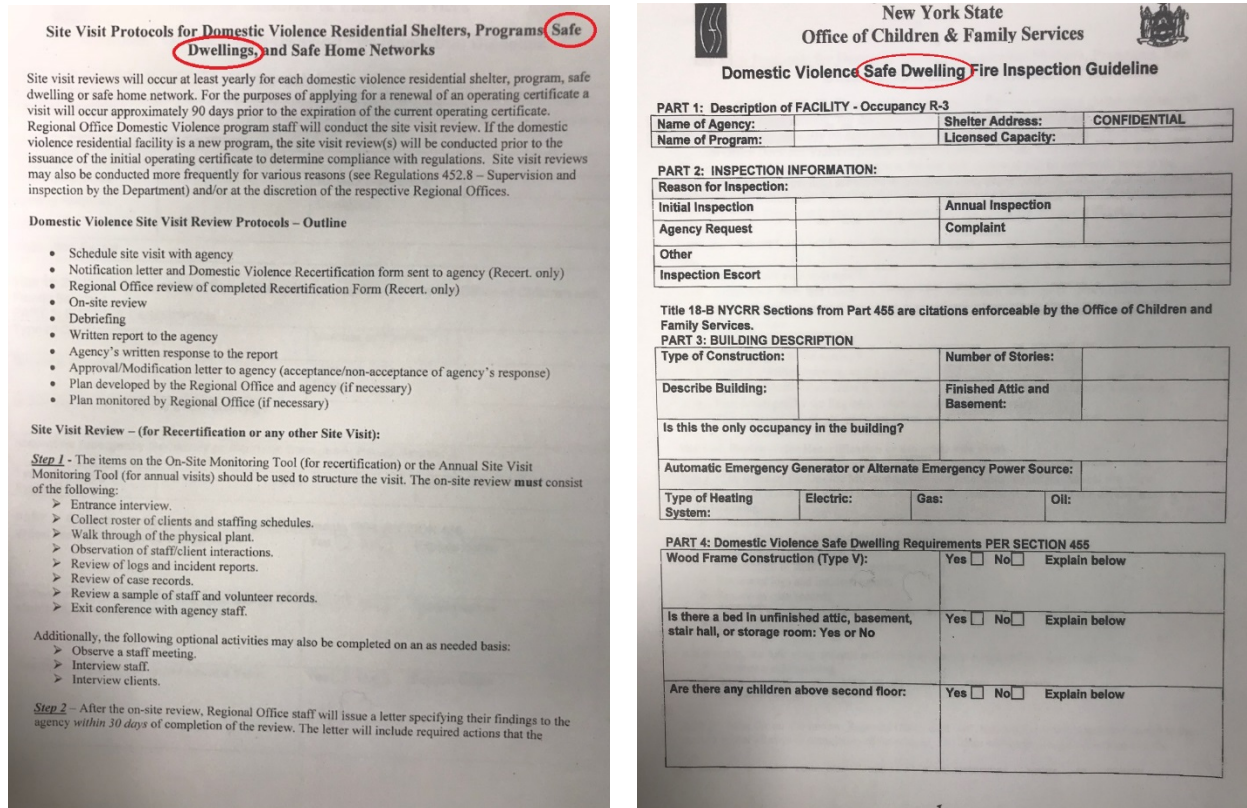 Site Visit Protocols for Domestic Violence Residential Shelters, Programs, Safe
Dwellings, and Safe Home Networks
Site visit reviews will occur at least yearly for each domestic violence residential shelter, program, safe
dwelling or safe home network. For the purposes of applying for a renewal of an operating certificate a
visit will occur approximately 90 days prior to the expiration of the current operating certificate.
Regional Office Domestic Violence program staff will conduct the site visit review. If the domestic
violence residential facility is a new program, the site visit review(s) will be conducted prior to the
issuance of the initial operating certificate to determine compliance with regulations. Site visit reviews
may also be conducted more frequently for various reasons (see Regulations 452.8 – Supervision and
inspection by the Department) and/or at the discretion of the respective Regional Offices.
Domestic Violence Site Visit Review Protocols – Outline
• Schedule site visit with agency
• Notification letter and Domestic Violence Recertification form sent to agency (Recert. only)
• Regional Office review of completed Recertification Form (Recert. only)
• On-site review
• Debriefing
• Written report to the agency
• Agency's written response to the report
• Approval/Modification letter to agency (acceptance/non-acceptance of agency's response)
• Plan developed by the Regional Office and agency (if necessary)
• Plan monitored by Regional Office (if necessary)
Site Visit Review – (for Recertification or any other Site Visit):
Step 1 - The items on the On-Site Monitoring Tool (for recertification) or the Annual Site Visit
Monitoring Tool (for annual visits) should be used to structure the visit. The on-site review must consist
of the following:
➢ Entrance interview.
➢ Collect roster of clients and staffing schedules.
➢ Walk through of the physical plant.
➢ Observation of staff/client interactions.
➢ Review of logs and incident reports.
➢ Review of case records.
➢ Review a sample of staff and volunteer records.
➢ Exit conference with agency staff.
Additionally, the following optional activities may also be completed on an as needed basis:
➢ Observe a staff meeting.
➢ Interview staff.
➢ Interview clients.
Step 2 – After the on-site review, Regional Office staff will issue a letter specifying their findings to the
agency within 30 days of completion of the review. The letter will include required actions that the
New York State
Office of Children & Family Services
Domestic Violence Safe Dwelling Fire Inspection Guideline
PART 1: Description of FACILITY - Occupancy R-3
Name of Agency: Shelter Address: CONFIDENTIAL
Name of Program: Licensed Capacity:
PART 2: INSPECTION INFORMATION:
Reason for Inspection:
Initial Inspection Annual Inspection
Agency Request Complaint
Other
Inspection Escort
Title 18-B NYCRR Sections from Part 455 are citations enforceable by the Office of Children and
Family Services.
PART 3: BUILDING DESCRIPTION
Type of Construction: Number of Stories:
Describe Building: Finished Attic and
Basement:
Is this the only occupancy in the building?
Automatic Emergency Generator or Alternate Emergency Power Source:
Type of Heating Electric: Gas: Oil:
System:
PART 4: Domestic Violence Safe Dwelling Requirements PER SECTION 455
Wood Frame Construction (Type V): Yes No Explain below
Is there a bed in unfinished attic, basement, Yes No Explain below
stair hall, or storage room: Yes or No
Are there any children above second floor: Yes No Explain below